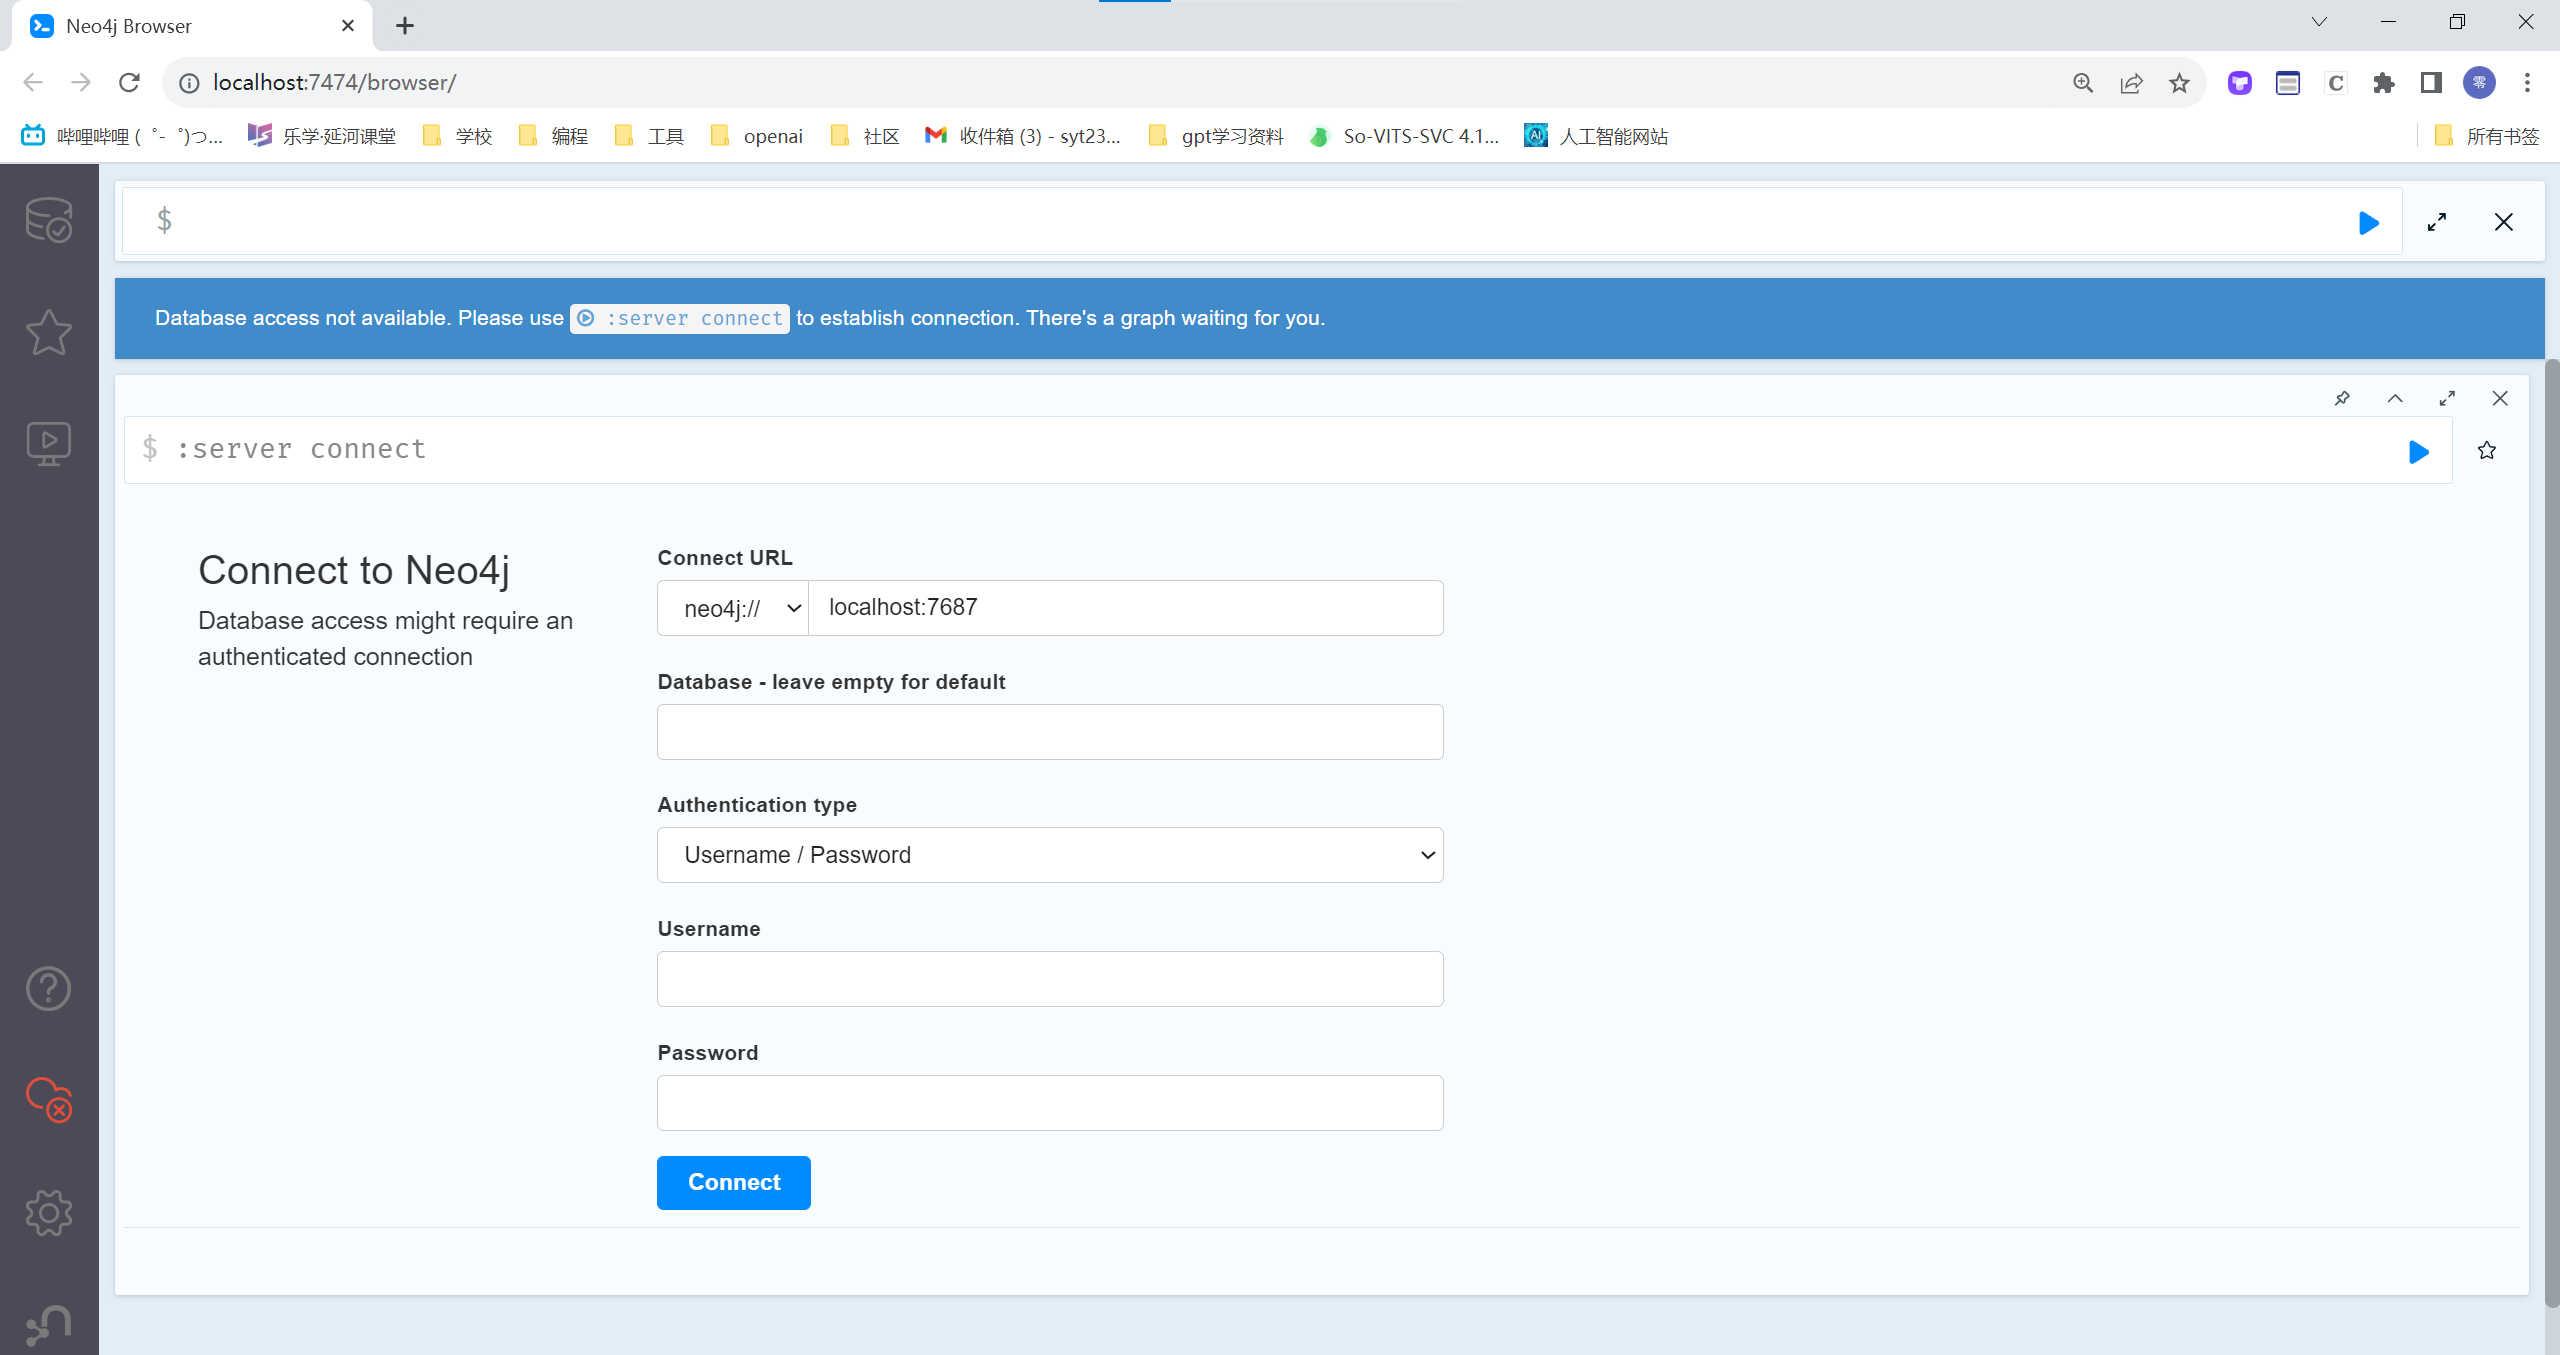 Neo4j Browser
localhost:7474/browser/
零
哔哩哔哩 ( ゜- ゜)つ...
乐学·延河课堂
学校
编程
工具
openai
社区
收件箱 (3) - syt23...
gpt学习资料
So-VITS-SVC 4.1...
人工智能网站
所有书签
$
Database access not available. Please use :server connect to establish connection. There's a graph waiting for you.
$ :server connect
Connect to Neo4j
Database access might require an
authenticated connection
Connect URL
neo4j://
localhost:7687
Database - leave empty for default
Authentication type
Username / Password
Username
Password
Connect